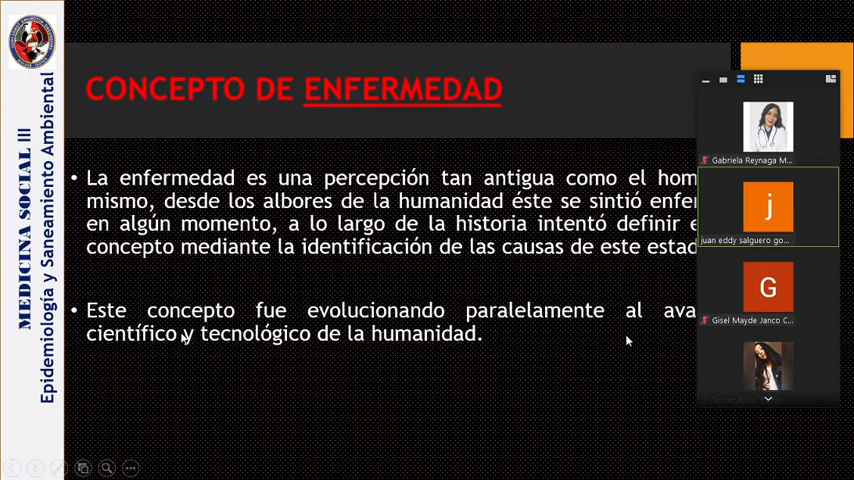 MEDICINA SOCIAL III
Epidemiología y Saneamiento Ambiental
CONCEPTO DE ENFERMEDAD
• La enfermedad es una percepción tan antigua como el hom
mismo, desde los albores de la humanidad éste se sintió enfer
en algún momento, a lo largo de la historia intentó definir e
concepto mediante la identificación de las causas de este estad
• Este concepto fue evolucionando paralelamente al ava
científico y tecnológico de la humanidad.
Gabriela Reynaga M...
j
juan eddy salguero go...
G
Gisel Mayde Janco C...